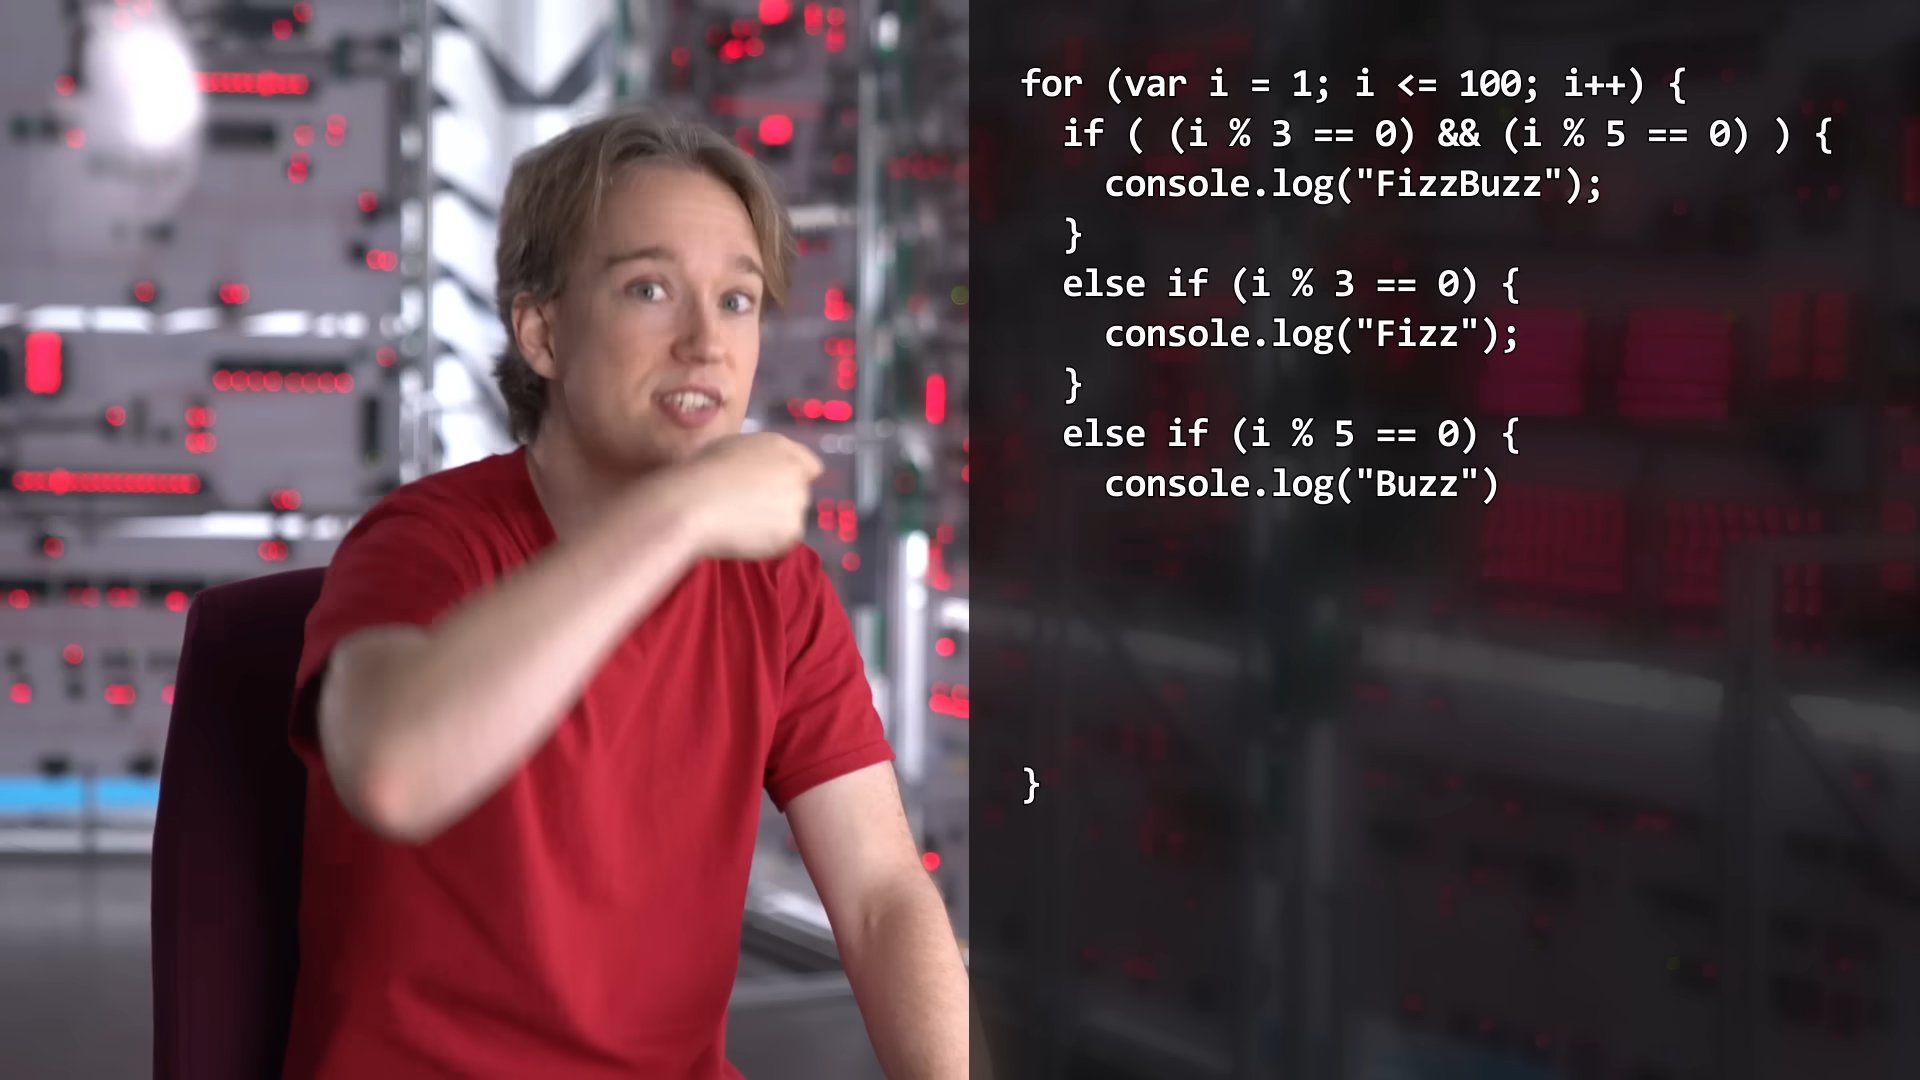 for (var i = 1; i <= 100; i++) {
if ( (i % 3 == 0) && (i % 5 == 0) ) {
console.log("FizzBuzz");
}
else if (i % 3 == 0) {
console.log("Fizz");
}
else if (i % 5 == 0) {
console.log("Buzz")
}